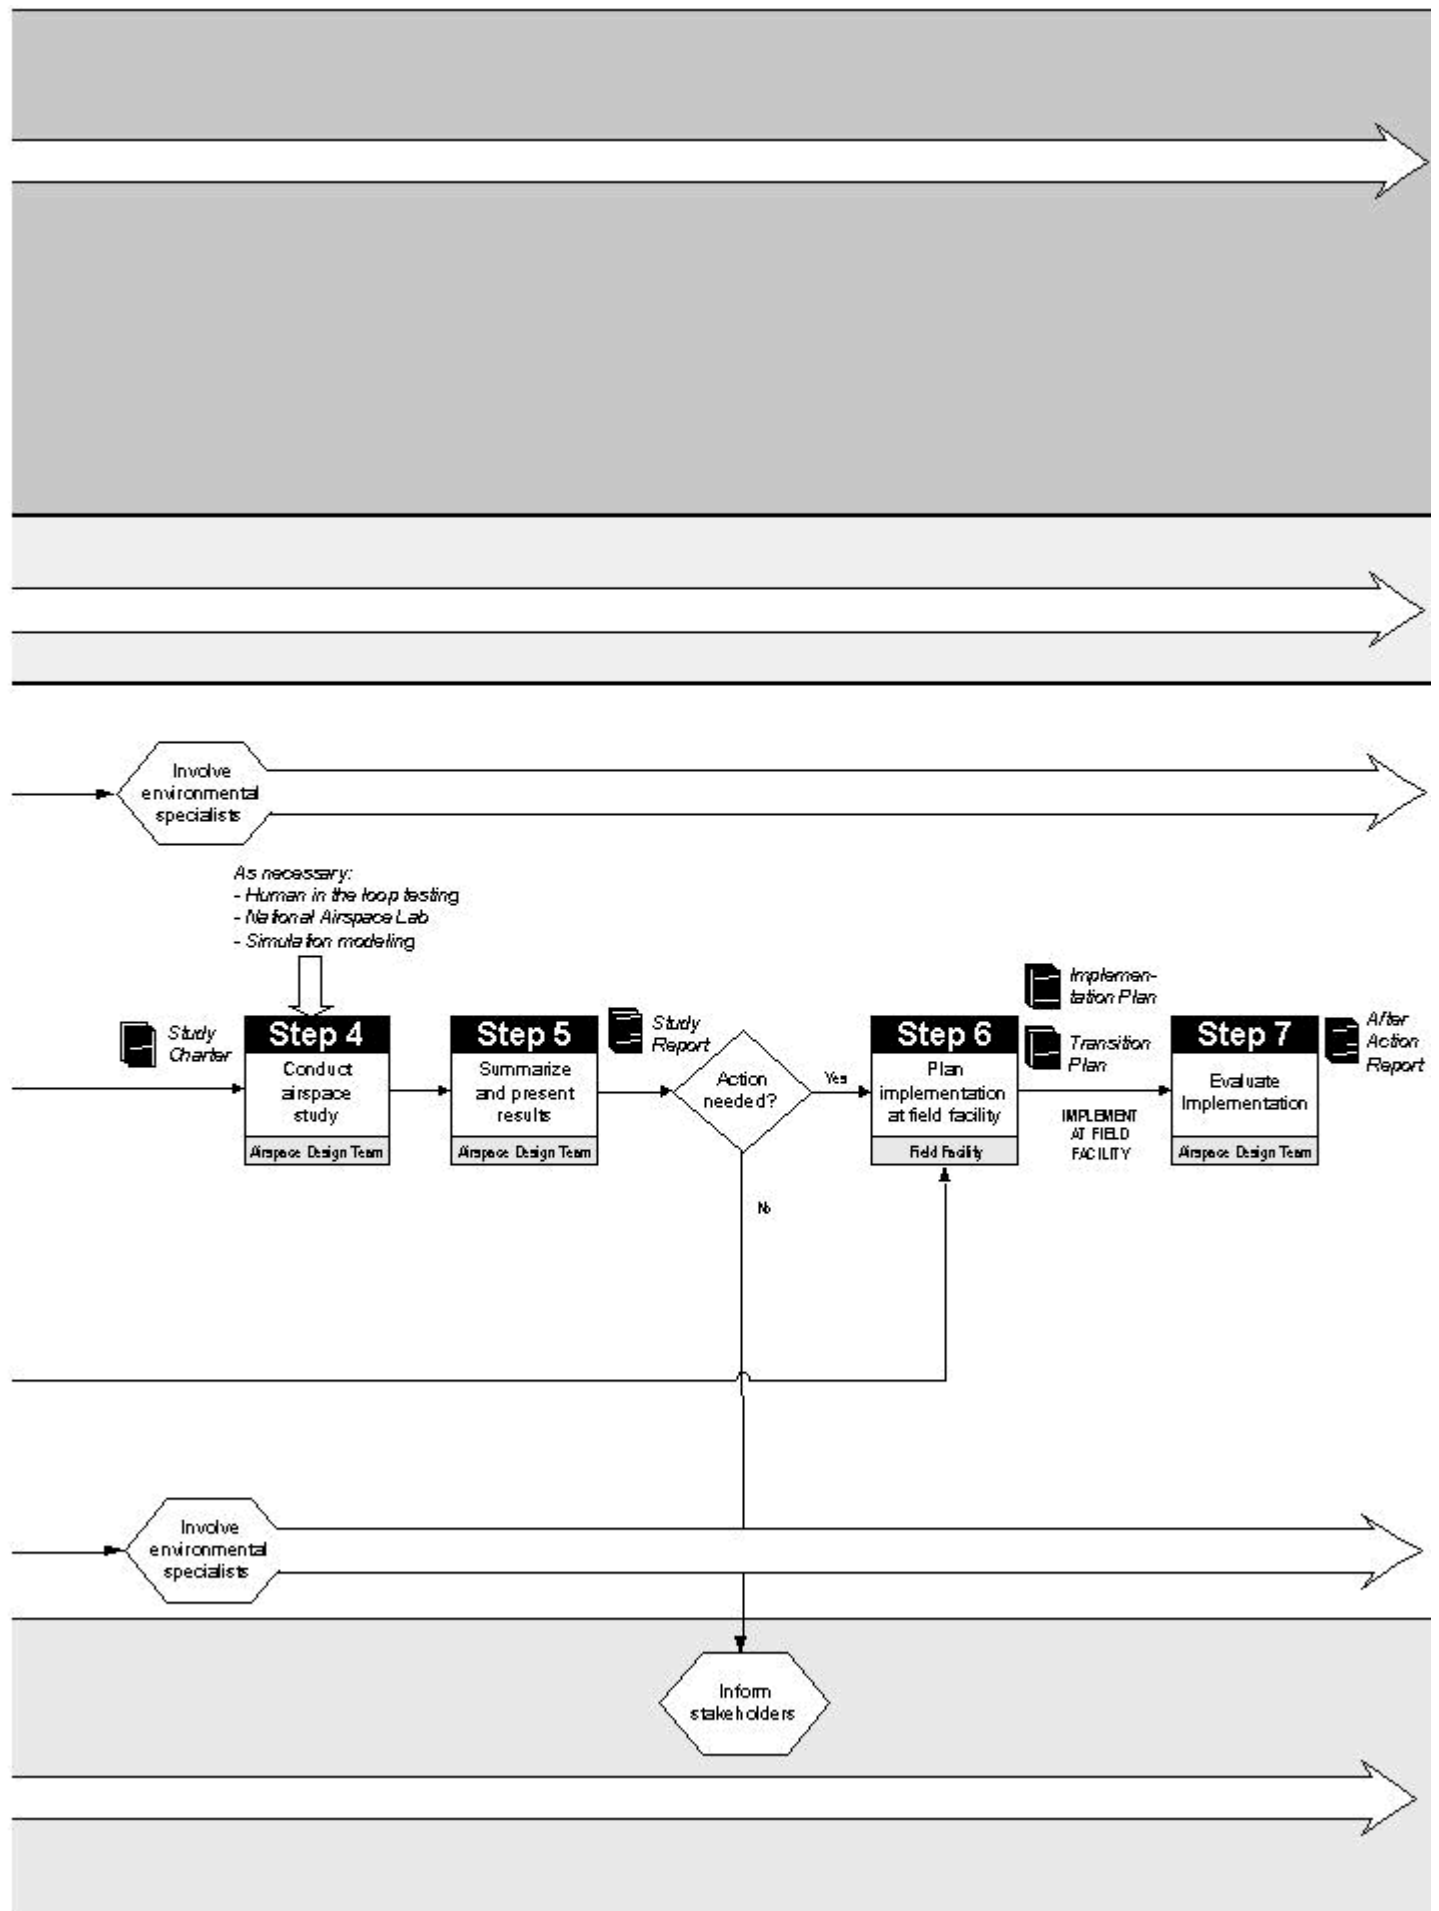 Involve
environmental
specialists
As necessary:
- Human in the loop testing
- National Airspace Lab
- Simulation modeling
Study
Charter
Step 4
Conduct
airspace
study
Airspace Design Team
Step 5
Summarize
and present
results
Airspace Design Team
Study
Report
Action
needed?
Yes
No
Step 6
Plan
implementation
at field facility
Field Facility
Implemen-
tation Plan
Transition
Plan
IMPLEMENT
AT FIELD
FACILITY
Step 7
Evaluate
Implementation
Airspace Design Team
After
Action
Report
Involve
environmental
specialists
Inform
stakeholders